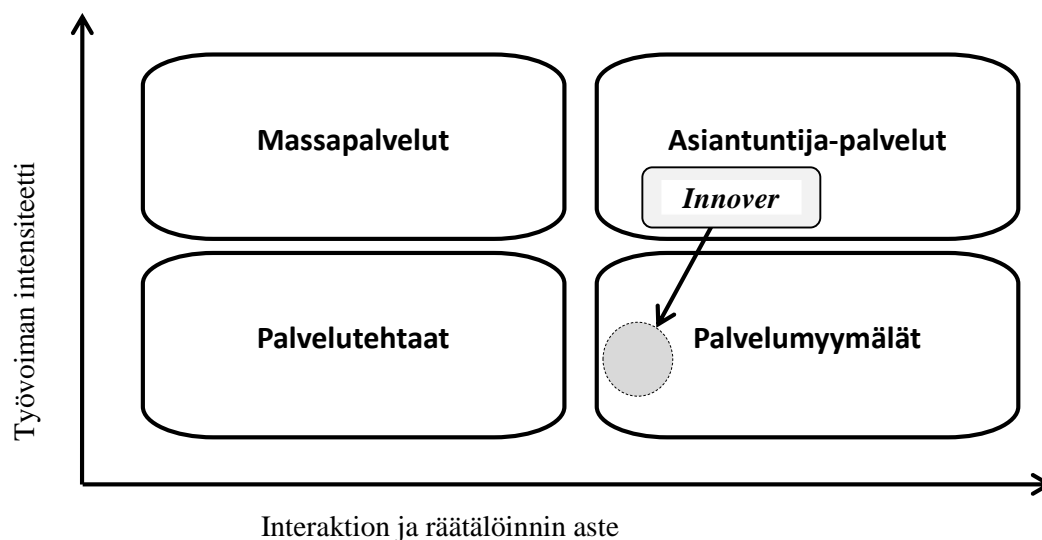 Massapalvelut
Asiantuntija-palvelut
Innover
Palvelutehtaat
Palvelumyymälät
Työvoiman intensiteetti
Interaktion ja räätälöinnin aste